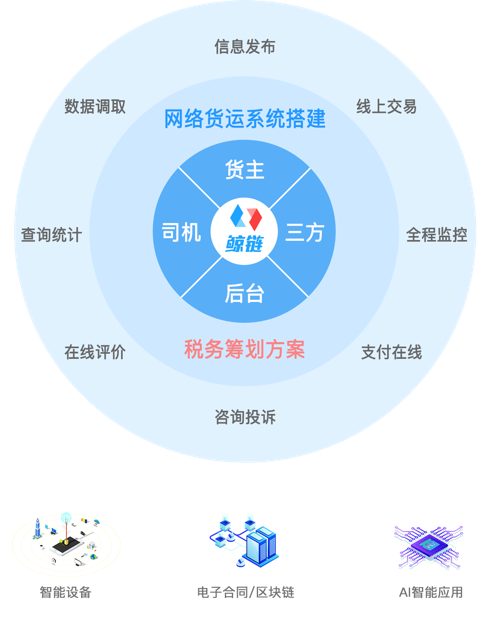 信息发布
数据调取
线上交易
网络货运系统搭建
货主
查询统计
司机
鲸链
三方
全程监控
后台
税务筹划方案
在线评价
支付在线
咨询投诉
智能设备
电子合同/区块链
AI智能应用